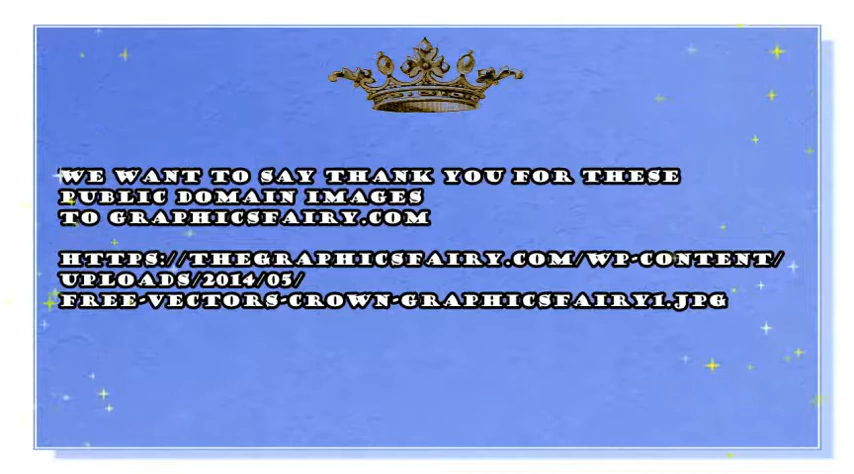 WE WANT TO SAY THANK YOU FOR THESE
PUBLIC DOMAIN IMAGES
TO GRAPHICSFAIRY.COM
HTTPS://THEGRAPHICSFAIRY.COM/WP-CONTENT/
UPLOADS/2014/05/
FREE-VECTORS-CROWN-GRAPHICSFAIRY1.JPG